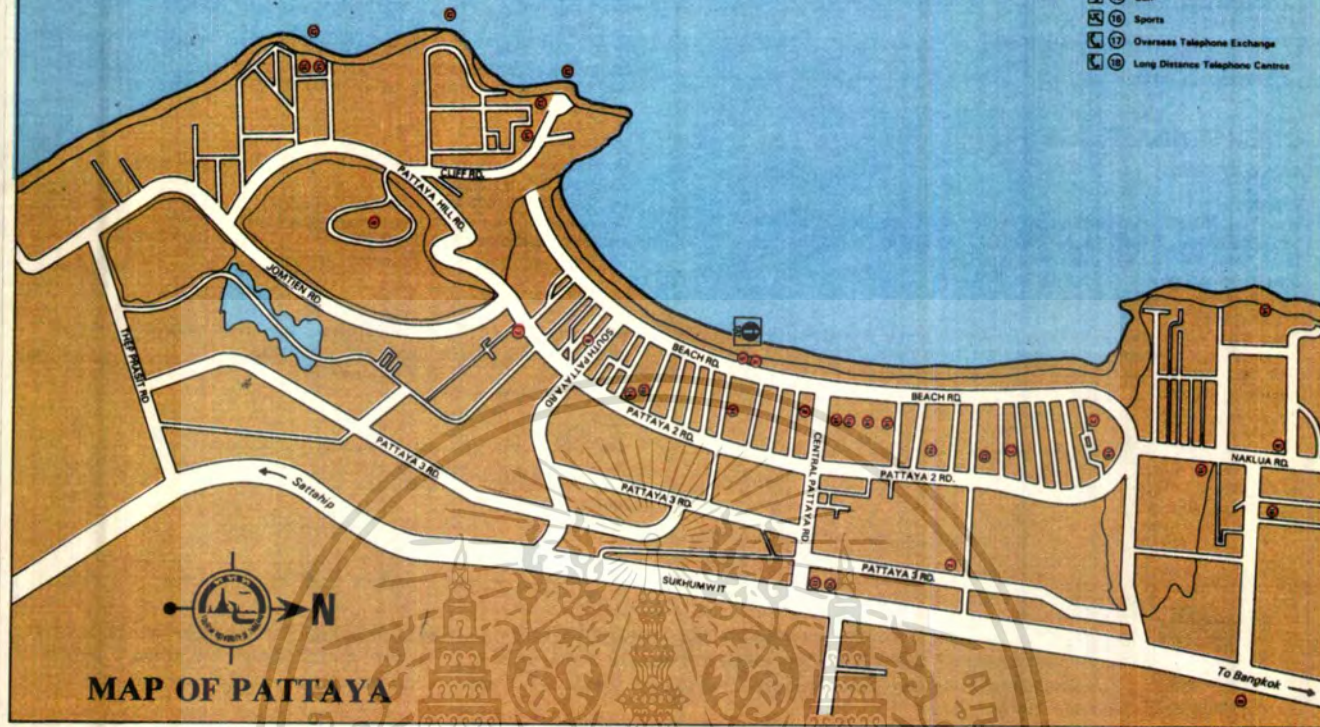 16 Sports
17 Overseas Telephone Exchange
18 Long Distance Telephone Centres
CLIFF RD.
PATTAYA HILL RD.
JOMTIEN RD.
THEP PRASIT RD
SOUTH PATTAYA RD
BEACH RD.
BEACH RD.
PATTAYA 2 RD.
CENTRAL PATTAYA RD.
PATTAYA 2 RD.
NAKLUA RD.
PATTAYA 3 RD.
Sattahip
PATTAYA 3 RD.
PATTAYA 3 RD.
SUKHUMWIT
N
To Bangkok
MAP OF PATTAYA